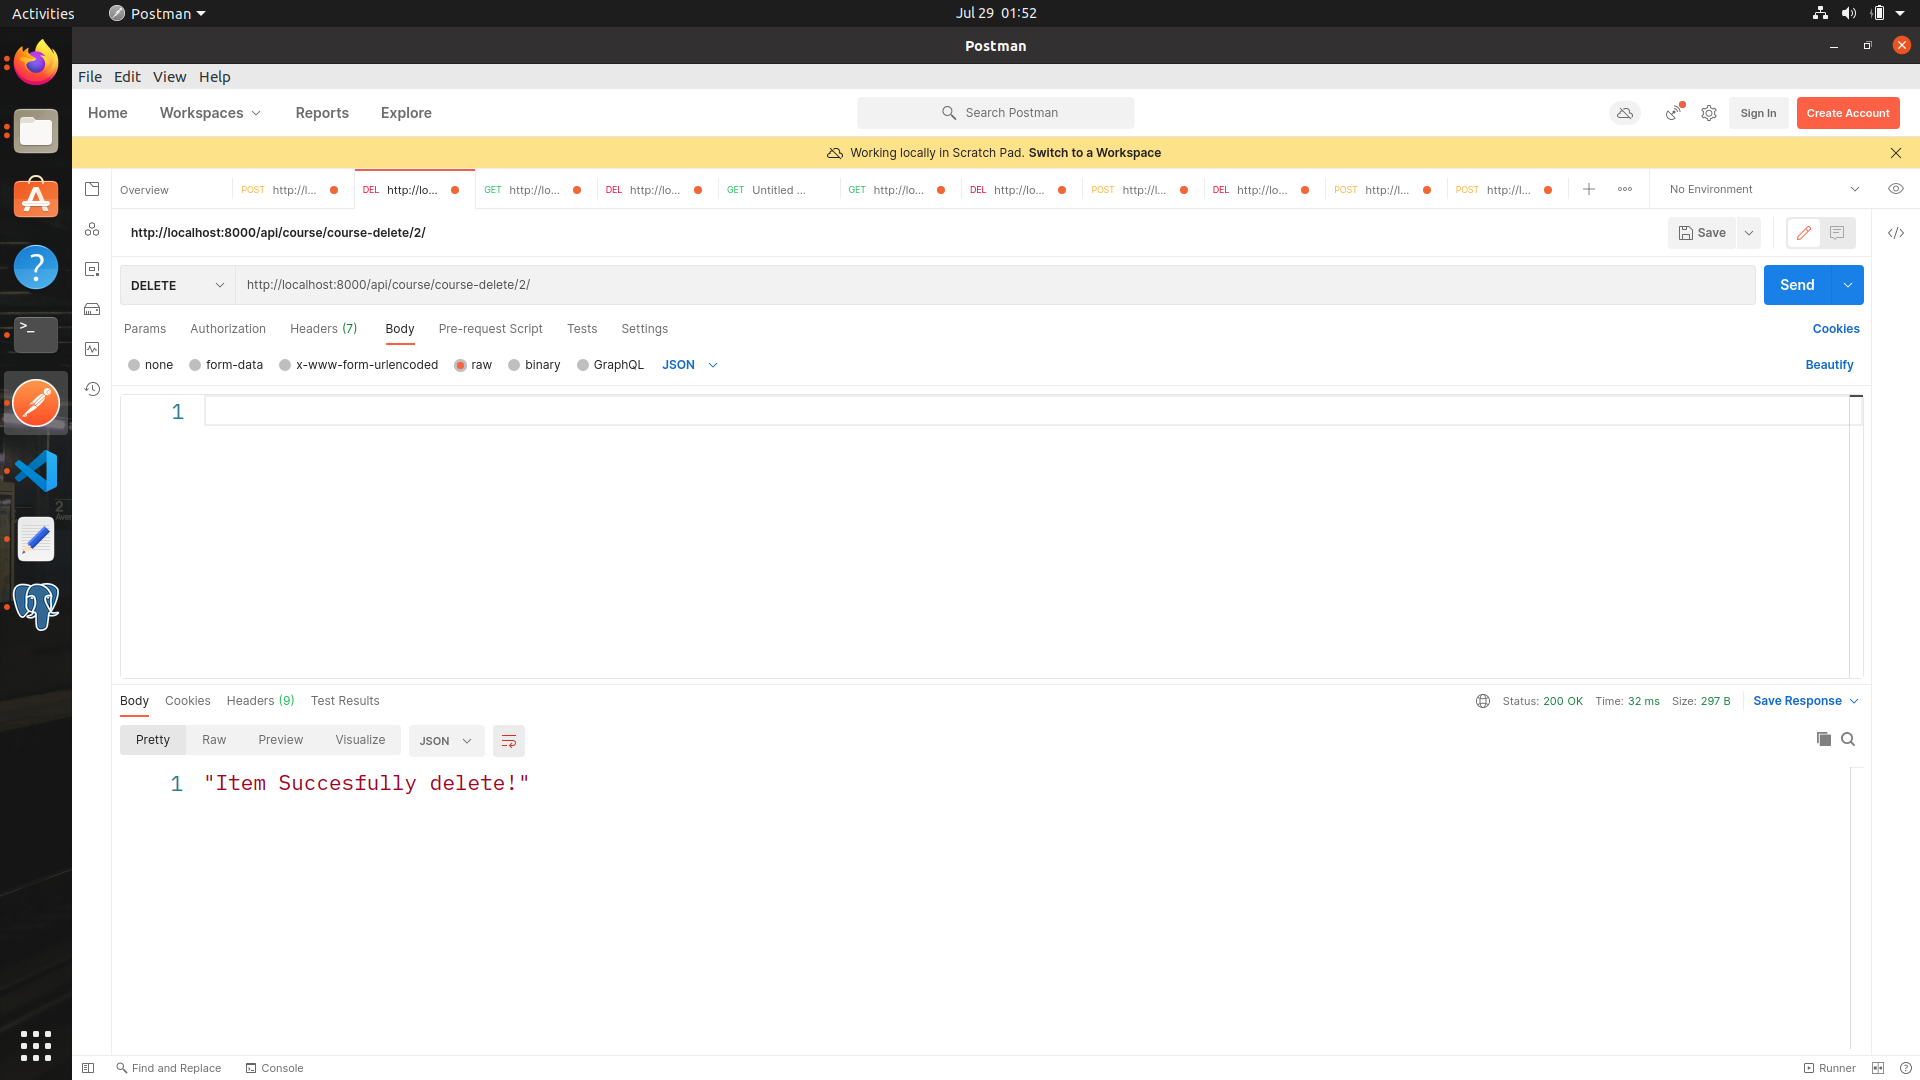 Activities Postman Jul 29 01:52
Postman
File Edit View Help
Home Workspaces Reports Explore Search Postman Sign In Create Account
Working locally in Scratch Pad. Switch to a Workspace
Overview POST http://l... DEL http://lo... GET http://lo... DEL http://lo... GET Untitled ... GET http://lo... DEL http://lo... POST http://l... DEL http://lo... POST http://l... POST http://l... No Environment
http://localhost:8000/api/course/course-delete/2/ Save
DELETE http://localhost:8000/api/course/course-delete/2/ Send
Params Authorization Headers (7) Body Pre-request Script Tests Settings Cookies
none form-data x-www-form-urlencoded raw binary GraphQL JSON Beautify
1
Body Cookies Headers (9) Test Results Status: 200 OK Time: 32 ms Size: 297 B Save Response
Pretty Raw Preview Visualize JSON
1 "Item Succesfully delete!"
Find and Replace Console Runner